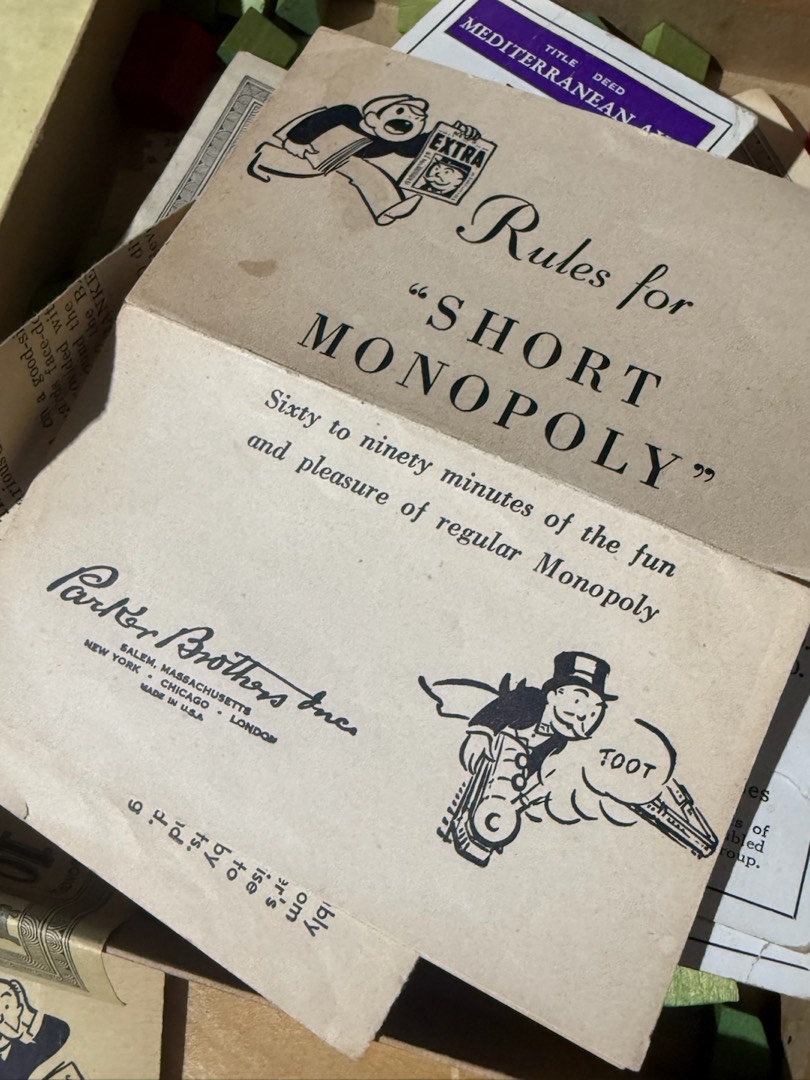 TITLE DEED
MEDITERRANEAN
EXTRA
Rules for
“SHORT
MONOPOLY”
Sixty to ninety minutes of the fun
and pleasure of regular Monopoly
Parker Brothers Inc.
SALEM, MASSACHUSETTS
NEW YORK · CHICAGO · LONDON
MADE IN U.S.A.
TOOT